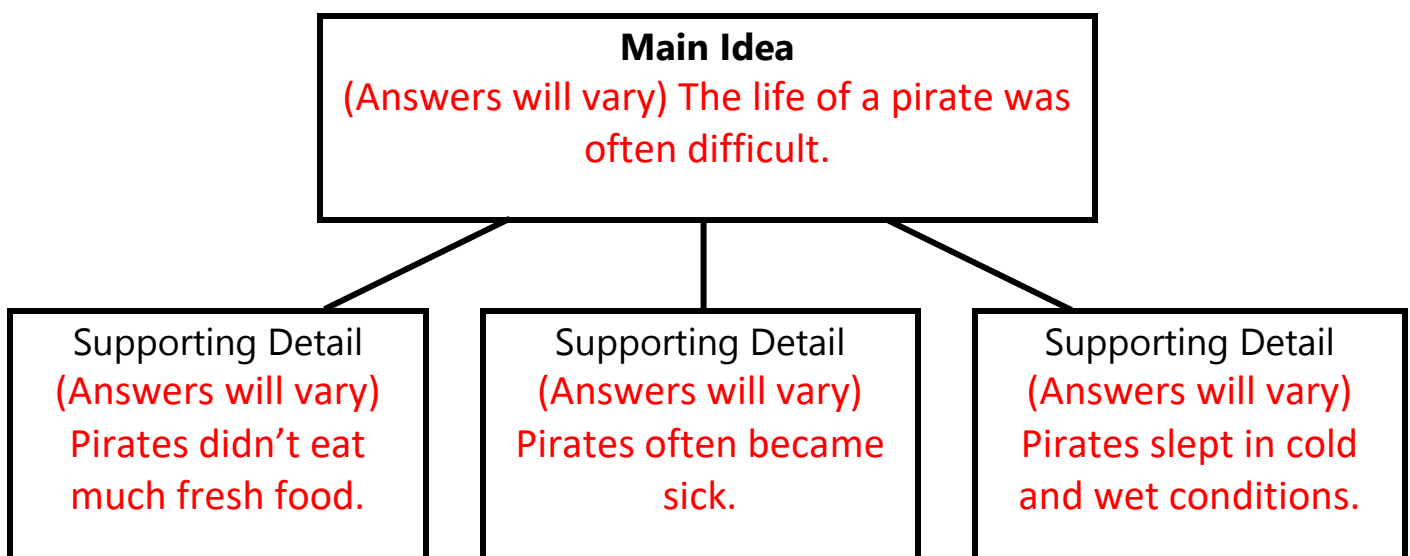 Main Idea
(Answers will vary) The life of a pirate was
often difficult.
Supporting Detail
(Answers will vary)
Pirates didn’t eat
much fresh food.
Supporting Detail
(Answers will vary)
Pirates often became
sick.
Supporting Detail
(Answers will vary)
Pirates slept in cold
and wet conditions.